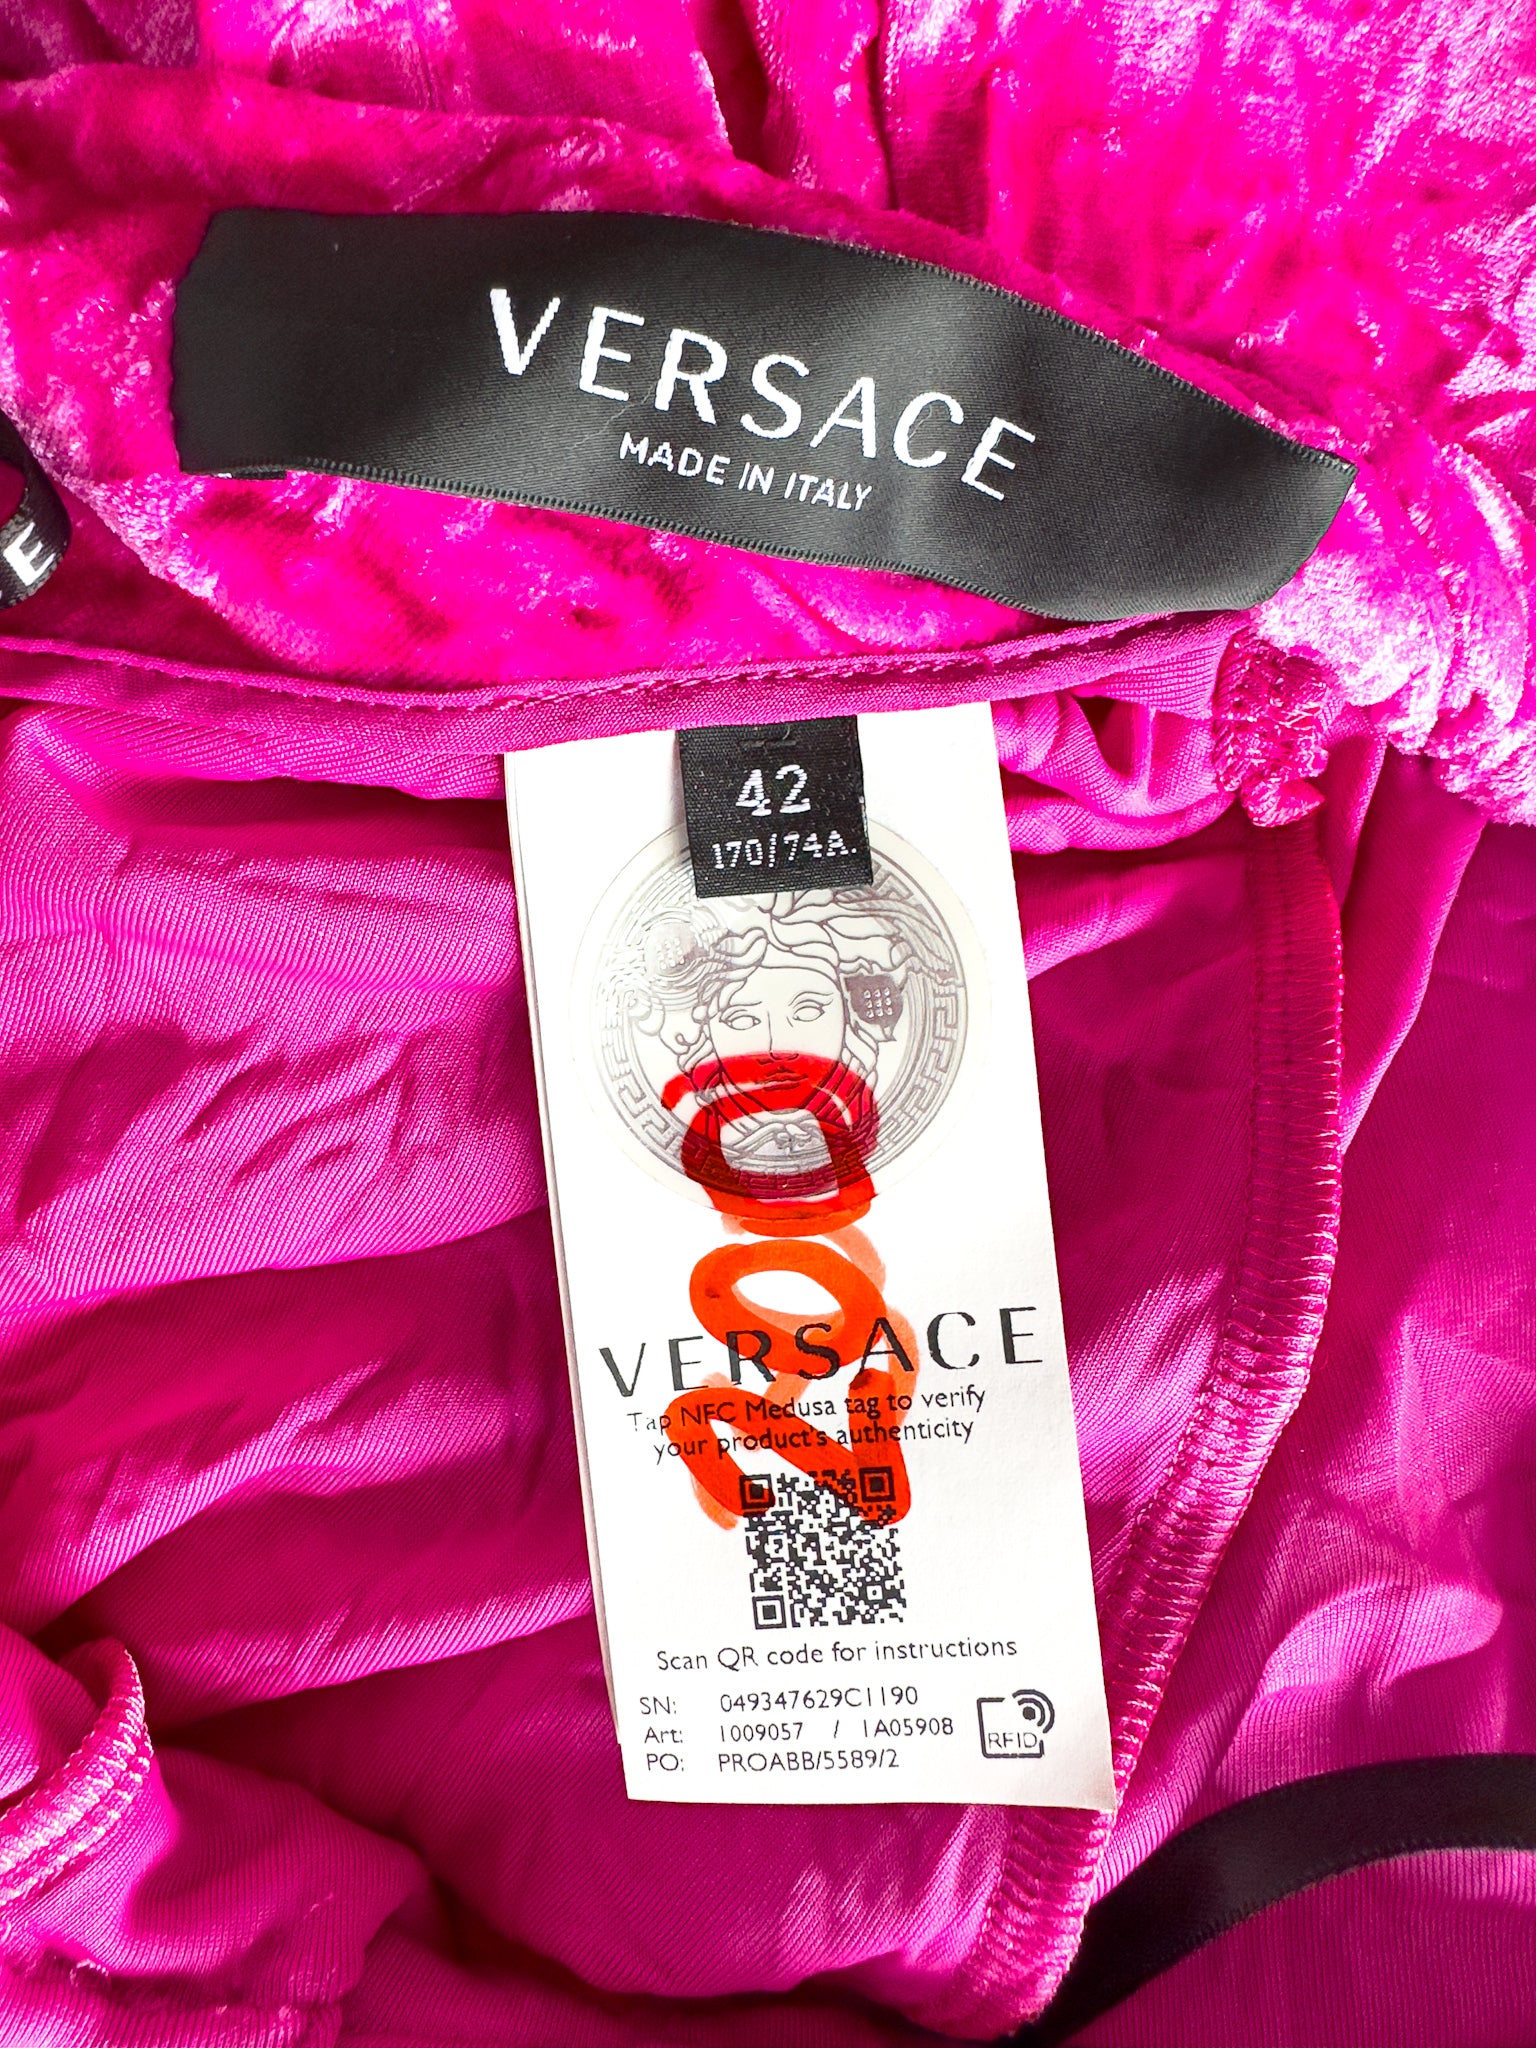 VERSACE
MADE IN ITALY
E
42
170/74A.
VERSACE
Tap NFC Medusa tag to verify
your product's authenticity
Scan QR code for instructions
SN: 049347629C1190
Art: 1009057 / 1A05908
PO: PROABB/5589/2
RFID